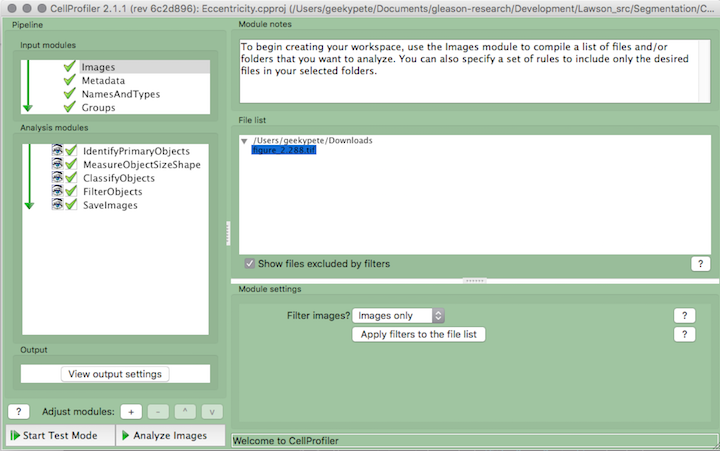 CellProfiler 2.1.1 (rev 6c2d896): Eccentricity.cpproj (/Users/geekypete/Documents/gleason-research/Development/Lawson_src/Segmentation/C...
Pipeline
Input modules
Images
Metadata
NamesAndTypes
Groups
Analysis modules
IdentifyPrimaryObjects
MeasureObjectSizeShape
ClassifyObjects
FilterObjects
SaveImages
Output
View output settings
? Adjust modules: + - ^ v
Start Test Mode
Analyze Images
Module notes
To begin creating your workspace, use the Images module to compile a list of files and/or
folders that you want to analyze. You can also specify a set of rules to include only the desired
files in your selected folders.
File list
/Users/geekypete/Downloads
figure_2.288.tif
Show files excluded by filters ?
Module settings
Filter images? Images only ?
Apply filters to the file list ?
Welcome to CellProfiler